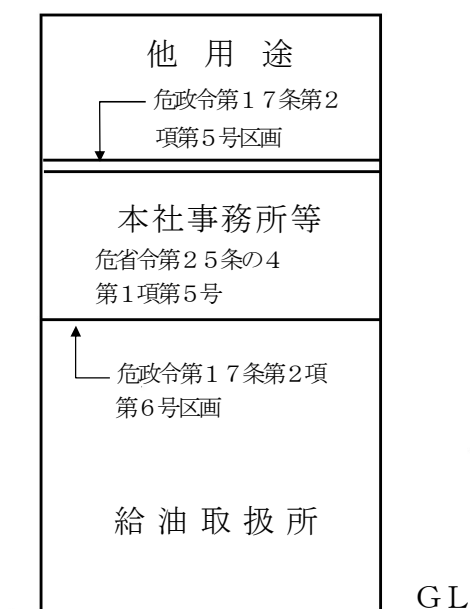 他 用 途
危政令第１７条第２
項第５号区画
本社事務所等
危省令第２５条の４
第１項第５号
危政令第１７条第２項
第６号区画
給油取扱所
ＧＬ